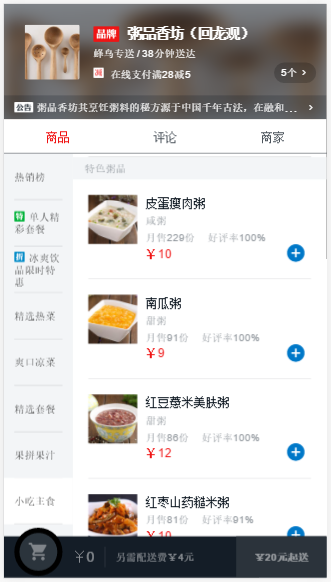 品牌 粥品香坊（回龙观）
蜂鸟专送 / 38分钟送达
减 在线支付满28减5
5个 >
公告 粥品香坊其烹饪粥料的秘方源于中国千年古法，在融和...
商品 评论 商家
热销榜
特 单人精彩套餐
折 冰爽饮品限时特惠
精选热菜
爽口凉菜
精选套餐
果拼果汁
小吃主食
特色粥品
皮蛋瘦肉粥
咸粥
月售229份 好评率100%
￥10
南瓜粥
甜粥
月售91份 好评率100%
￥9
红豆薏米美肤粥
甜粥
月售86份 好评率100%
￥12
红枣山药糙米粥
月售81份 好评率91%
￥10
￥0 另需配送费￥4元 ￥20元起送